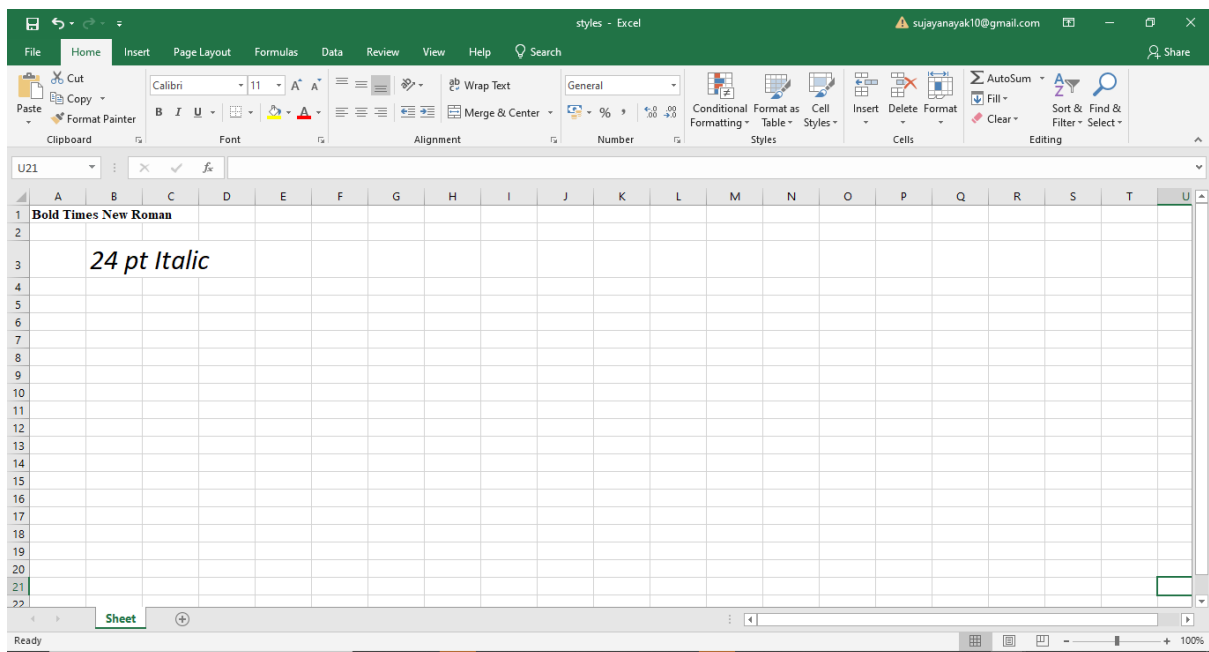 styles - Excel
sujayanayak10@gmail.com
File Home Insert Page Layout Formulas Data Review View Help Search Share
Paste
Cut
Copy
Format Painter
Clipboard
Calibri 11 A A
B I U A
Font
Wrap Text
Merge & Center
Alignment
General
% , .00 .0
Number
Conditional Formatting
Format as Table
Cell Styles
Styles
Insert Delete Format
Cells
AutoSum
Fill
Clear
Sort & Filter
Find & Select
Editing
U21 fx
A B C D E F G H I J K L M N O P Q R S T U
1 Bold Times New Roman
2
3 24 pt Italic
4
5
6
7
8
9
10
11
12
13
14
15
16
17
18
19
20
21
22
Sheet
Ready
100%